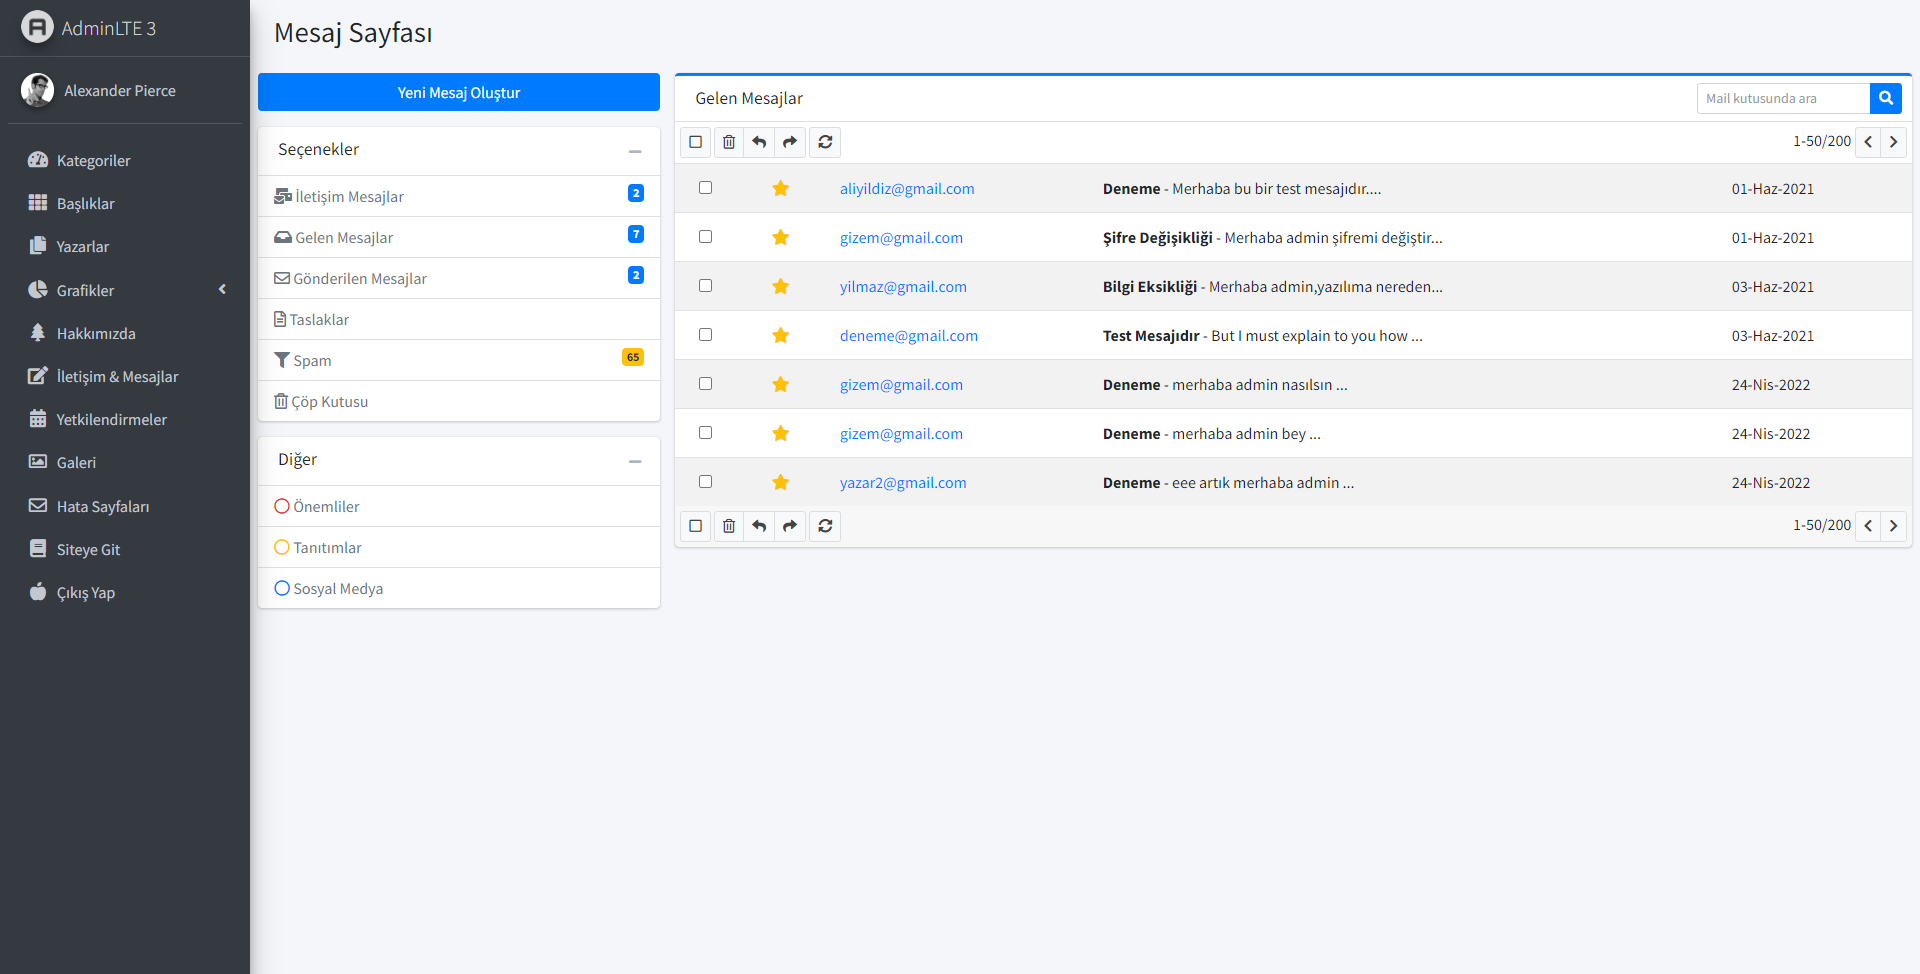 AdminLTE 3
Alexander Pierce
Kategoriler
Başlıklar
Yazarlar
Grafikler
Hakkımızda
İletişim & Mesajlar
Yetkilendirmeler
Galeri
Hata Sayfaları
Siteye Git
Çıkış Yap
Mesaj Sayfası
Yeni Mesaj Oluştur
Seçenekler
İletişim Mesajlar 2
Gelen Mesajlar 7
Gönderilen Mesajlar 2
Taslaklar
Spam 65
Çöp Kutusu
Diğer
Önemliler
Tanıtımlar
Sosyal Medya
Gelen Mesajlar
Mail kutusunda ara
1-50/200
aliyildiz@gmail.com Deneme - Merhaba bu bir test mesajıdır.... 01-Haz-2021
gizem@gmail.com Şifre Değişikliği - Merhaba admin şifremi değiştir... 01-Haz-2021
yilmaz@gmail.com Bilgi Eksikliği - Merhaba admin,yazılıma nereden... 03-Haz-2021
deneme@gmail.com Test Mesajıdır - But I must explain to you how ... 03-Haz-2021
gizem@gmail.com Deneme - merhaba admin nasılsın ... 24-Nis-2022
gizem@gmail.com Deneme - merhaba admin bey ... 24-Nis-2022
yazar2@gmail.com Deneme - eee artık merhaba admin ... 24-Nis-2022
1-50/200